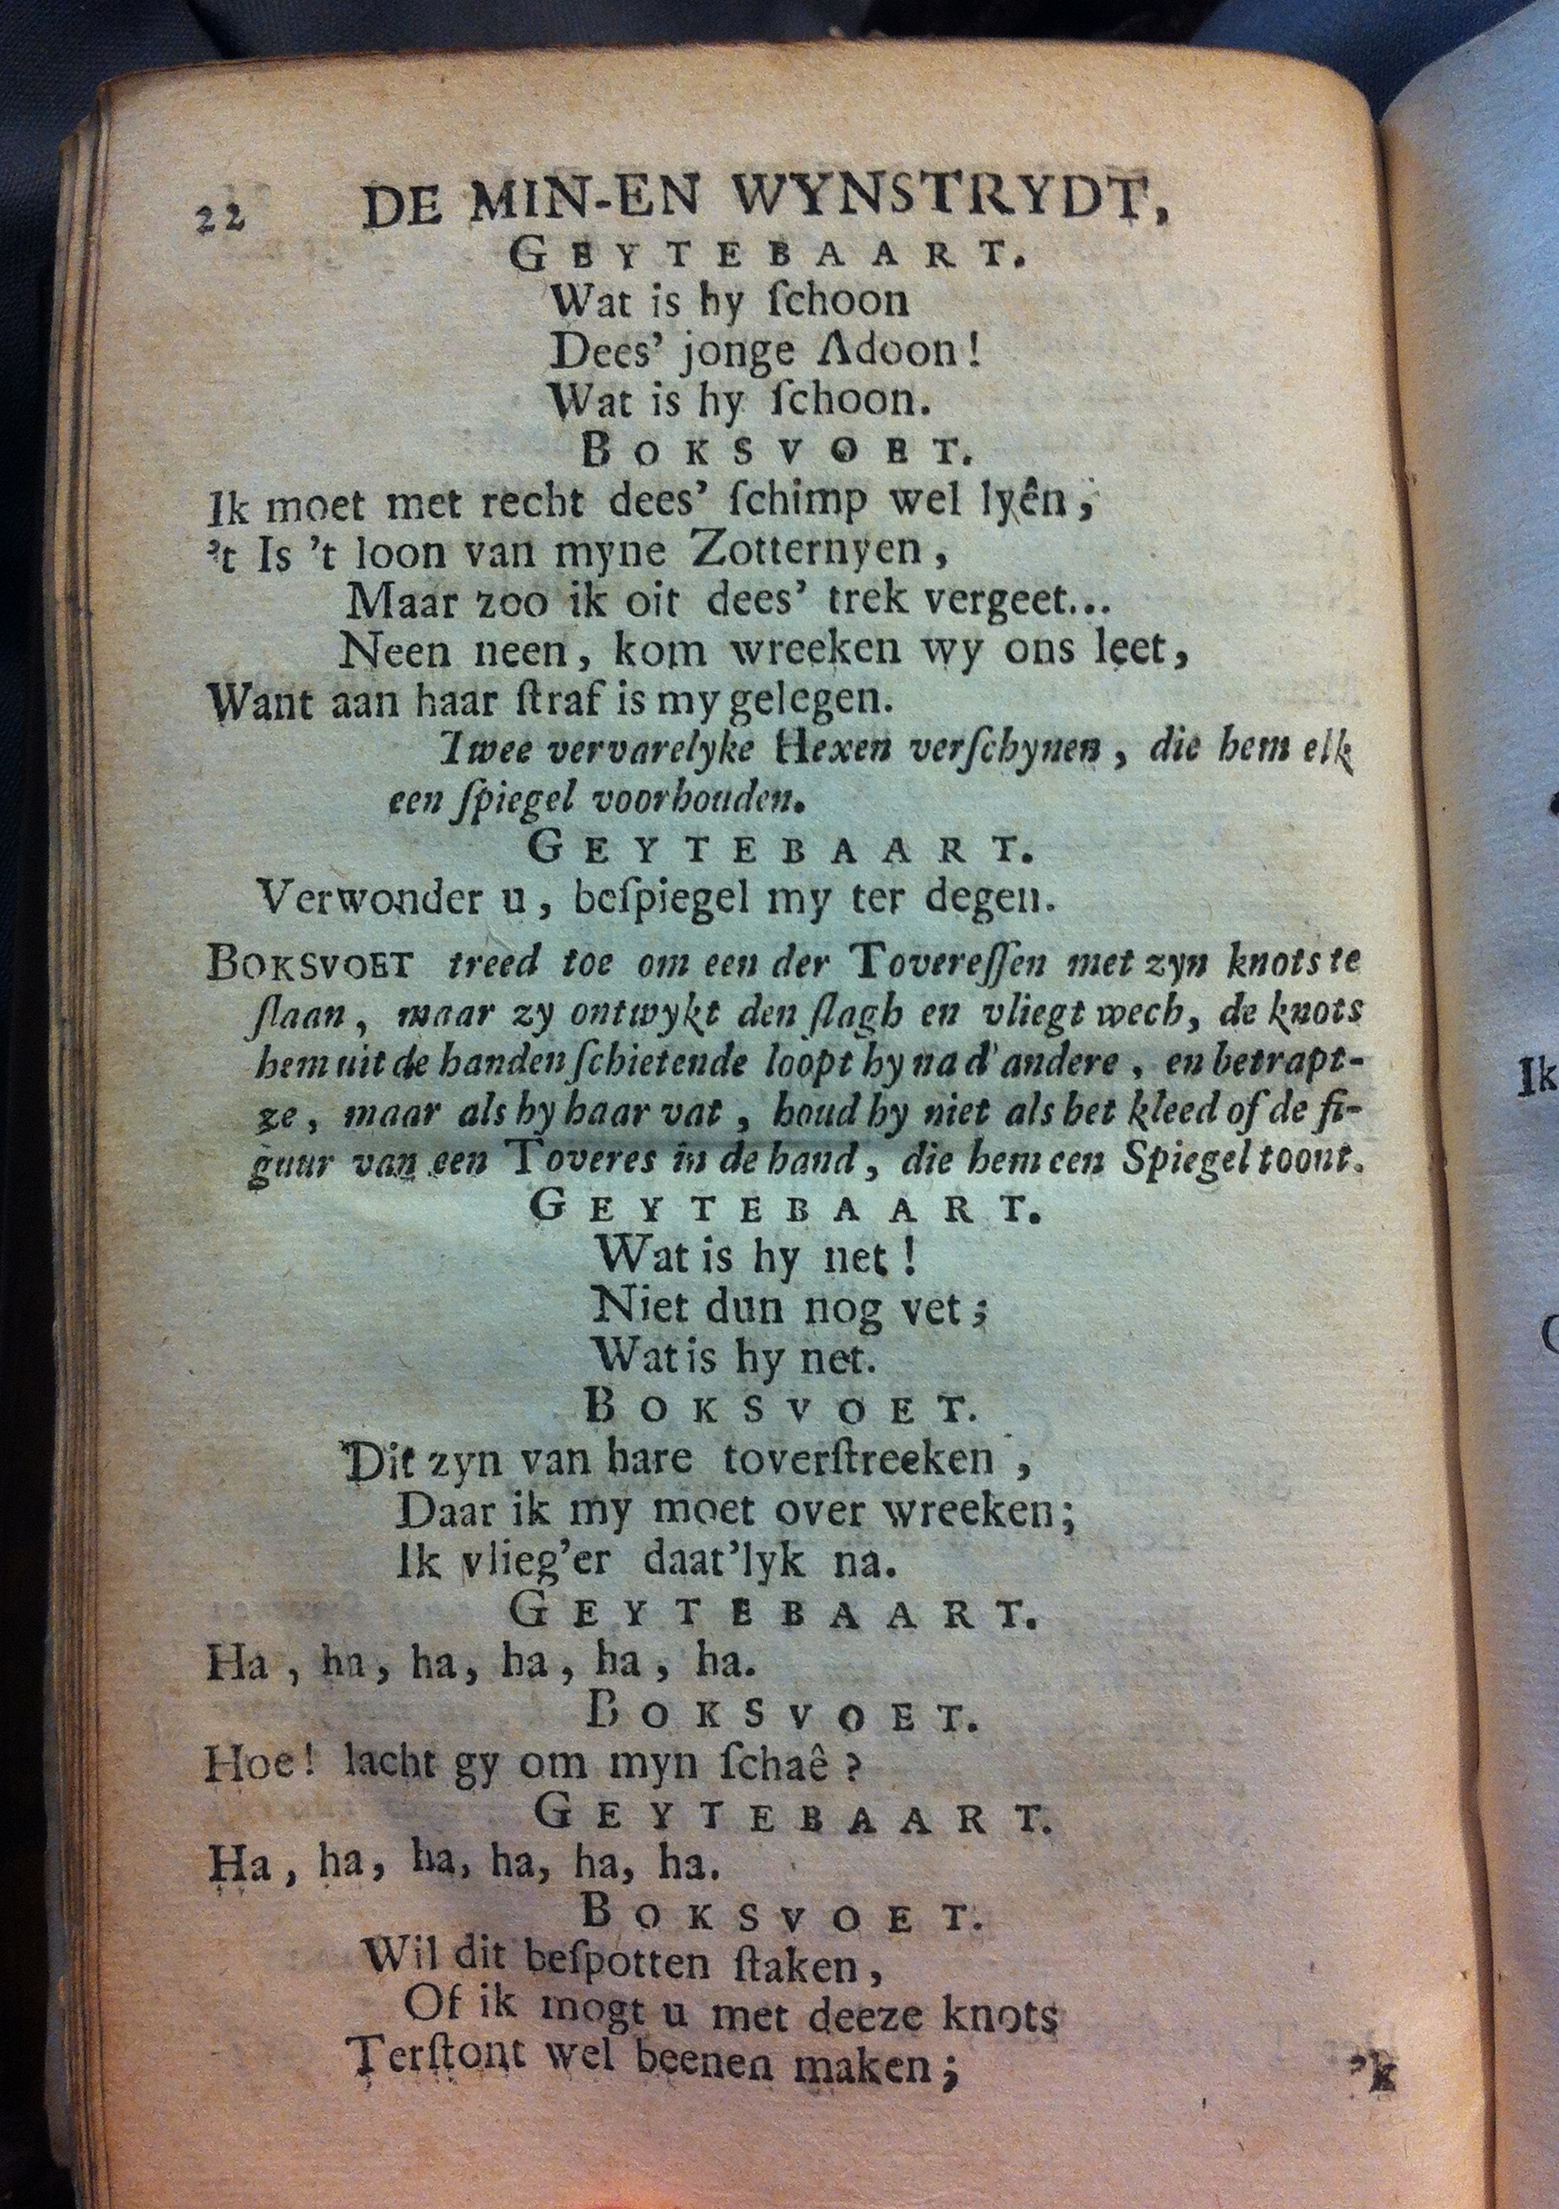 22 DE MIN-EN WYNSTRYDT,
GEYTEBAART.
Wat is hy ſchoon
Dees’ jonge Adoon!
Wat is hy ſchoon.
BOKSVOET.
Ik moet met recht dees’ ſchimp wel lyên,
’t Is ’t loon van myne Zotternyen,
Maar zoo ik oit dees’ trek vergeet...
Neen neen, kom wreeken wy ons leet,
Want aan haar ſtraf is my gelegen.
Twee vervarelyke Hexen verſchynen, die hem elk
een ſpiegel voorhouden.
GEYTEBAART.
Verwonder u, beſpiegel my ter degen.
BOKSVOET treed toe om een der Tovereſſen met zyn knots te
ſlaan, maar zy ontwykt den ſlagh en vliegt wech, de knots
hem uit de handen ſchietende loopt hy na d'andere, en betrapt-
ze, maar als hy haar vat, houd hy niet als het kleed of de fi-
guur van een Toveres in de hand, die hem een Spiegel toont.
GEYTEBAART.
Wat is hy net!
Niet dun nog vet;
Wat is hy net.
BOKSVOET.
Dit zyn van hare toverſtreeken,
Daar ik my moet over wreeken;
Ik vlieg’er daat’lyk na.
GEYTEBAART.
Ha, ha, ha, ha, ha, ha.
BOKSVOET.
Hoe! lacht gy om myn ſchaê?
GEYTEBAART.
Ha, ha, ha, ha, ha, ha.
BOKSVOET.
Wil dit beſpotten ſtaken,
Of ik mogt u met deeze knots
Terſtont wel beenen maken;
’k
Ik